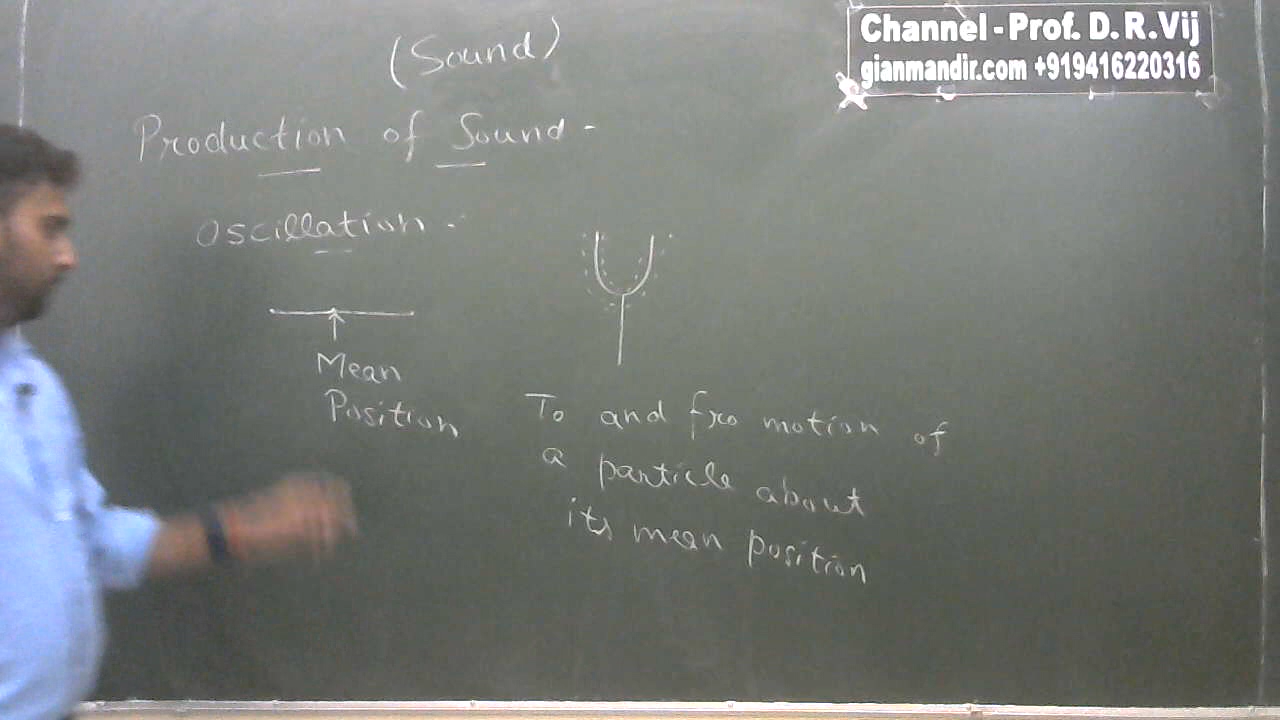 Channel - Prof. D. R. Vij
gianmandir.com +919416220316
(Sound)
Production of Sound -
Oscillation -
Mean
Position
To and fro motion of
a particle about
its mean position